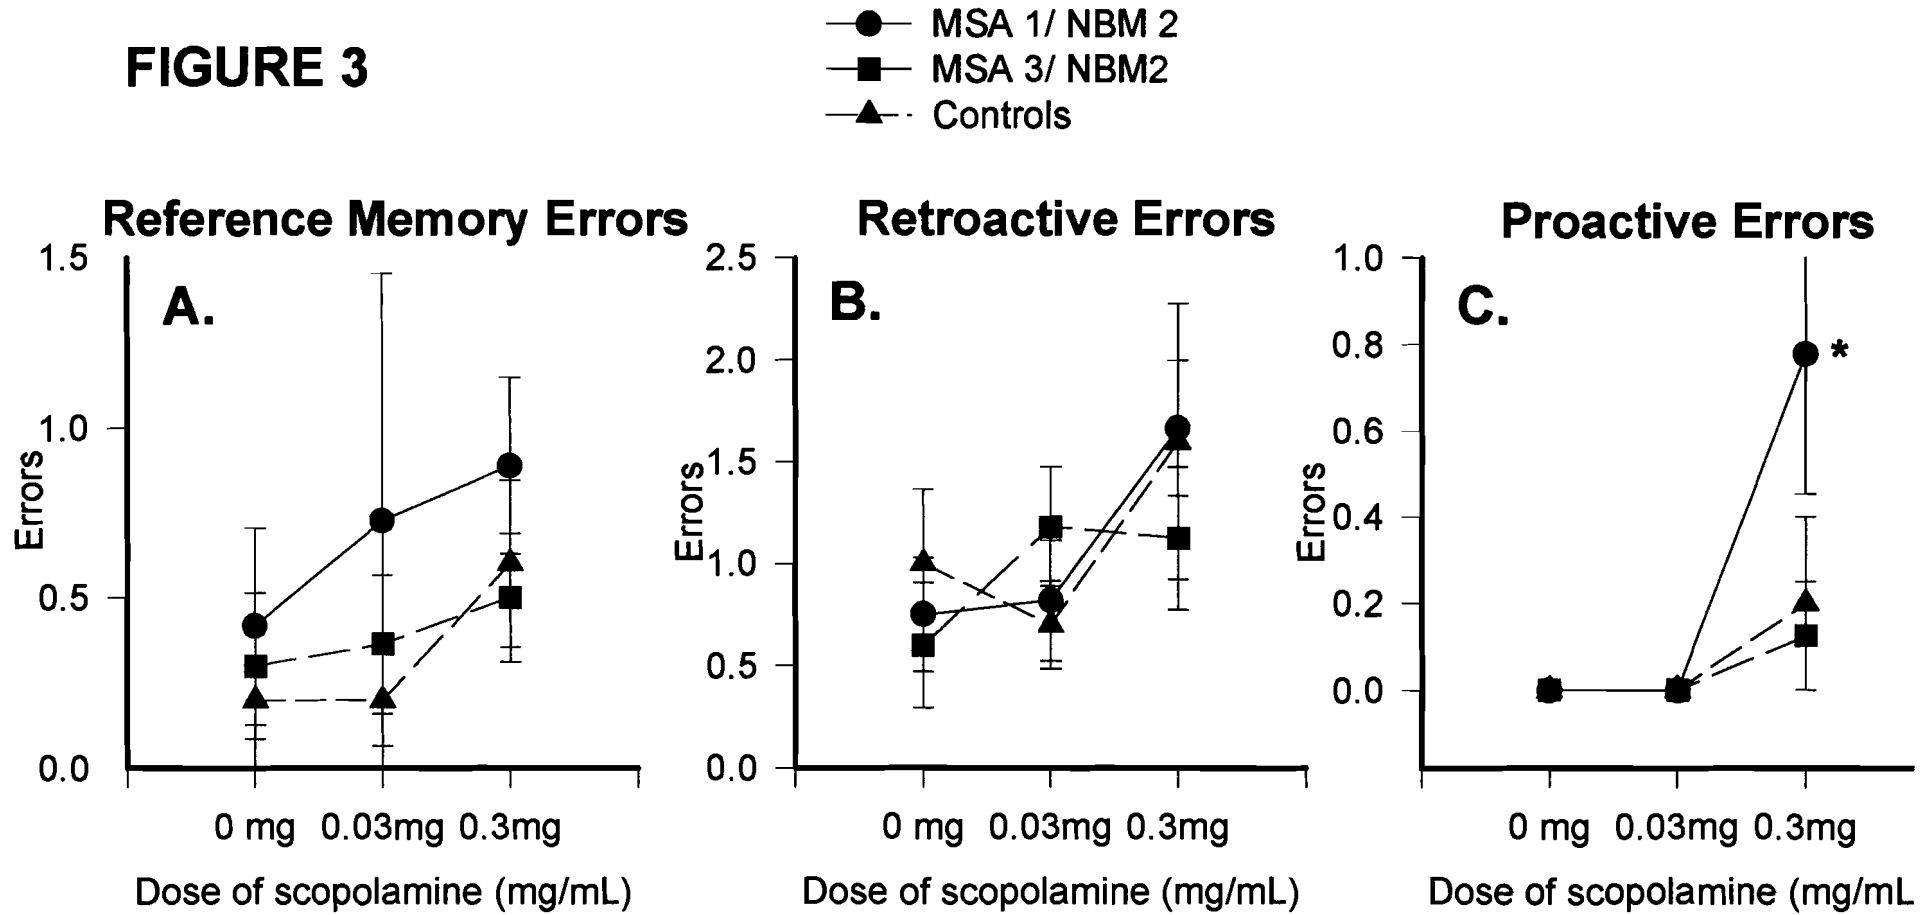 FIGURE 3
MSA 1/ NBM 2
MSA 3/ NBM2
Controls
Reference Memory Errors
A.
Errors
1.5
1.0
0.5
0.0
0 mg 0.03mg 0.3mg
Dose of scopolamine (mg/mL)
Retroactive Errors
B.
Errors
2.5
2.0
1.5
1.0
0.5
0.0
0 mg 0.03mg 0.3mg
Dose of scopolamine (mg/mL)
Proactive Errors
C.
*
Errors
1.0
0.8
0.6
0.4
0.2
0.0
0 mg 0.03mg 0.3mg
Dose of scopolamine (mg/mL